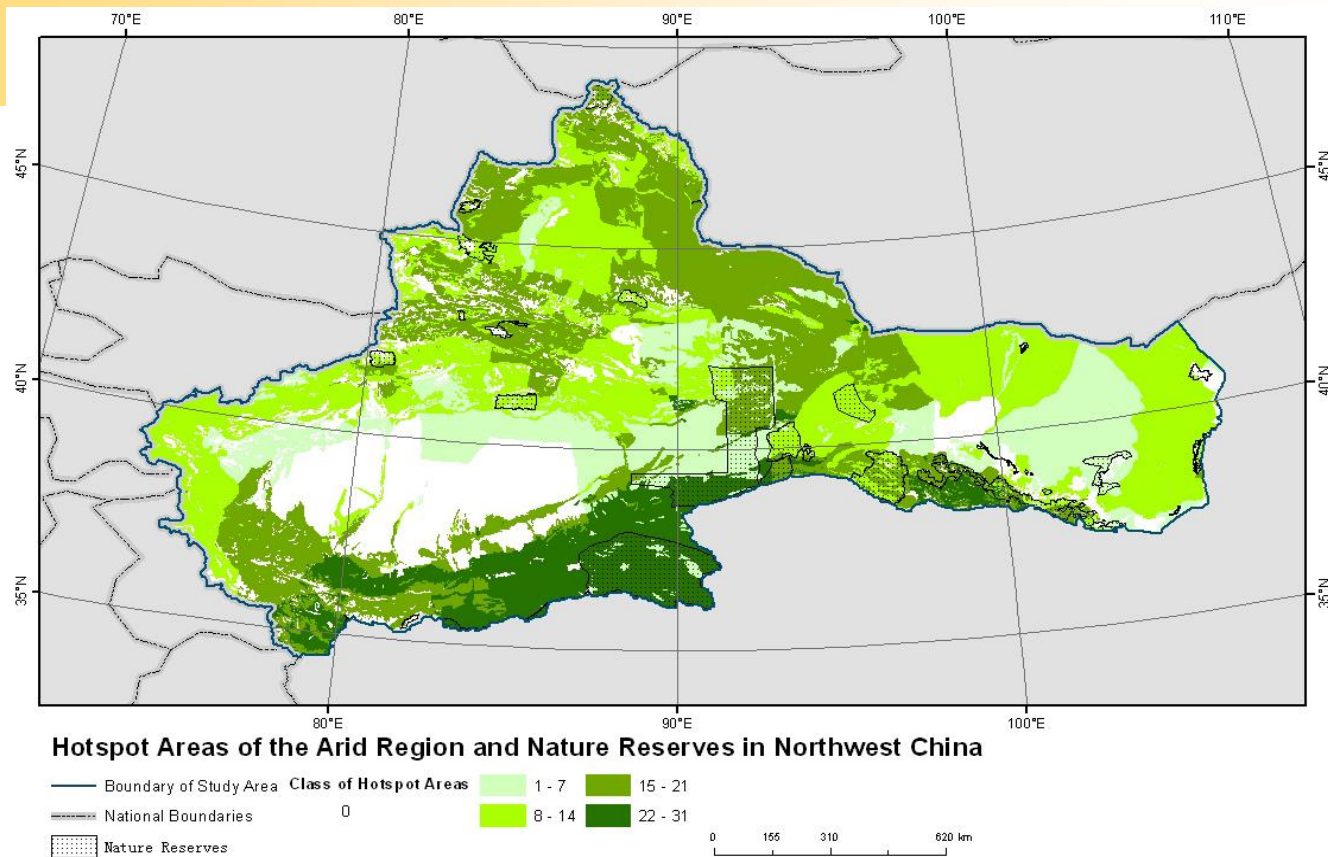 70°E 80°E 90°E 100°E 110°E
45°N 45°N
40°N 40°N
35°N 35°N
80°E 90°E 100°E
Hotspot Areas of the Arid Region and Nature Reserves in Northwest China
Boundary of Study Area Class of Hotspot Areas 1 - 7 15 - 21
National Boundaries 0 8 - 14 22 - 31
Nature Reserves
0 155 310 620 km